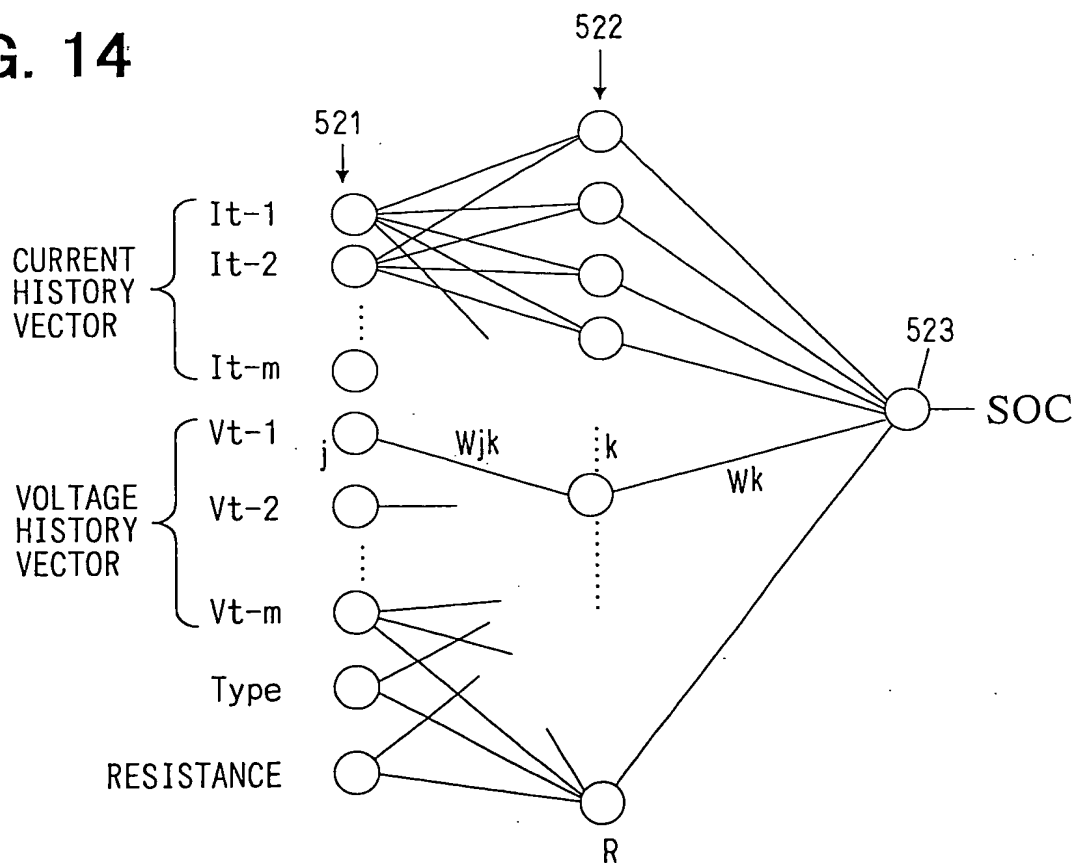 G. 14
522
521
It-1
It-2
It-m
CURRENT
HISTORY
VECTOR
523
SOC
Vt-1
j
Wjk
k
Wk
Vt-2
VOLTAGE
HISTORY
VECTOR
Vt-m
Type
RESISTANCE
R